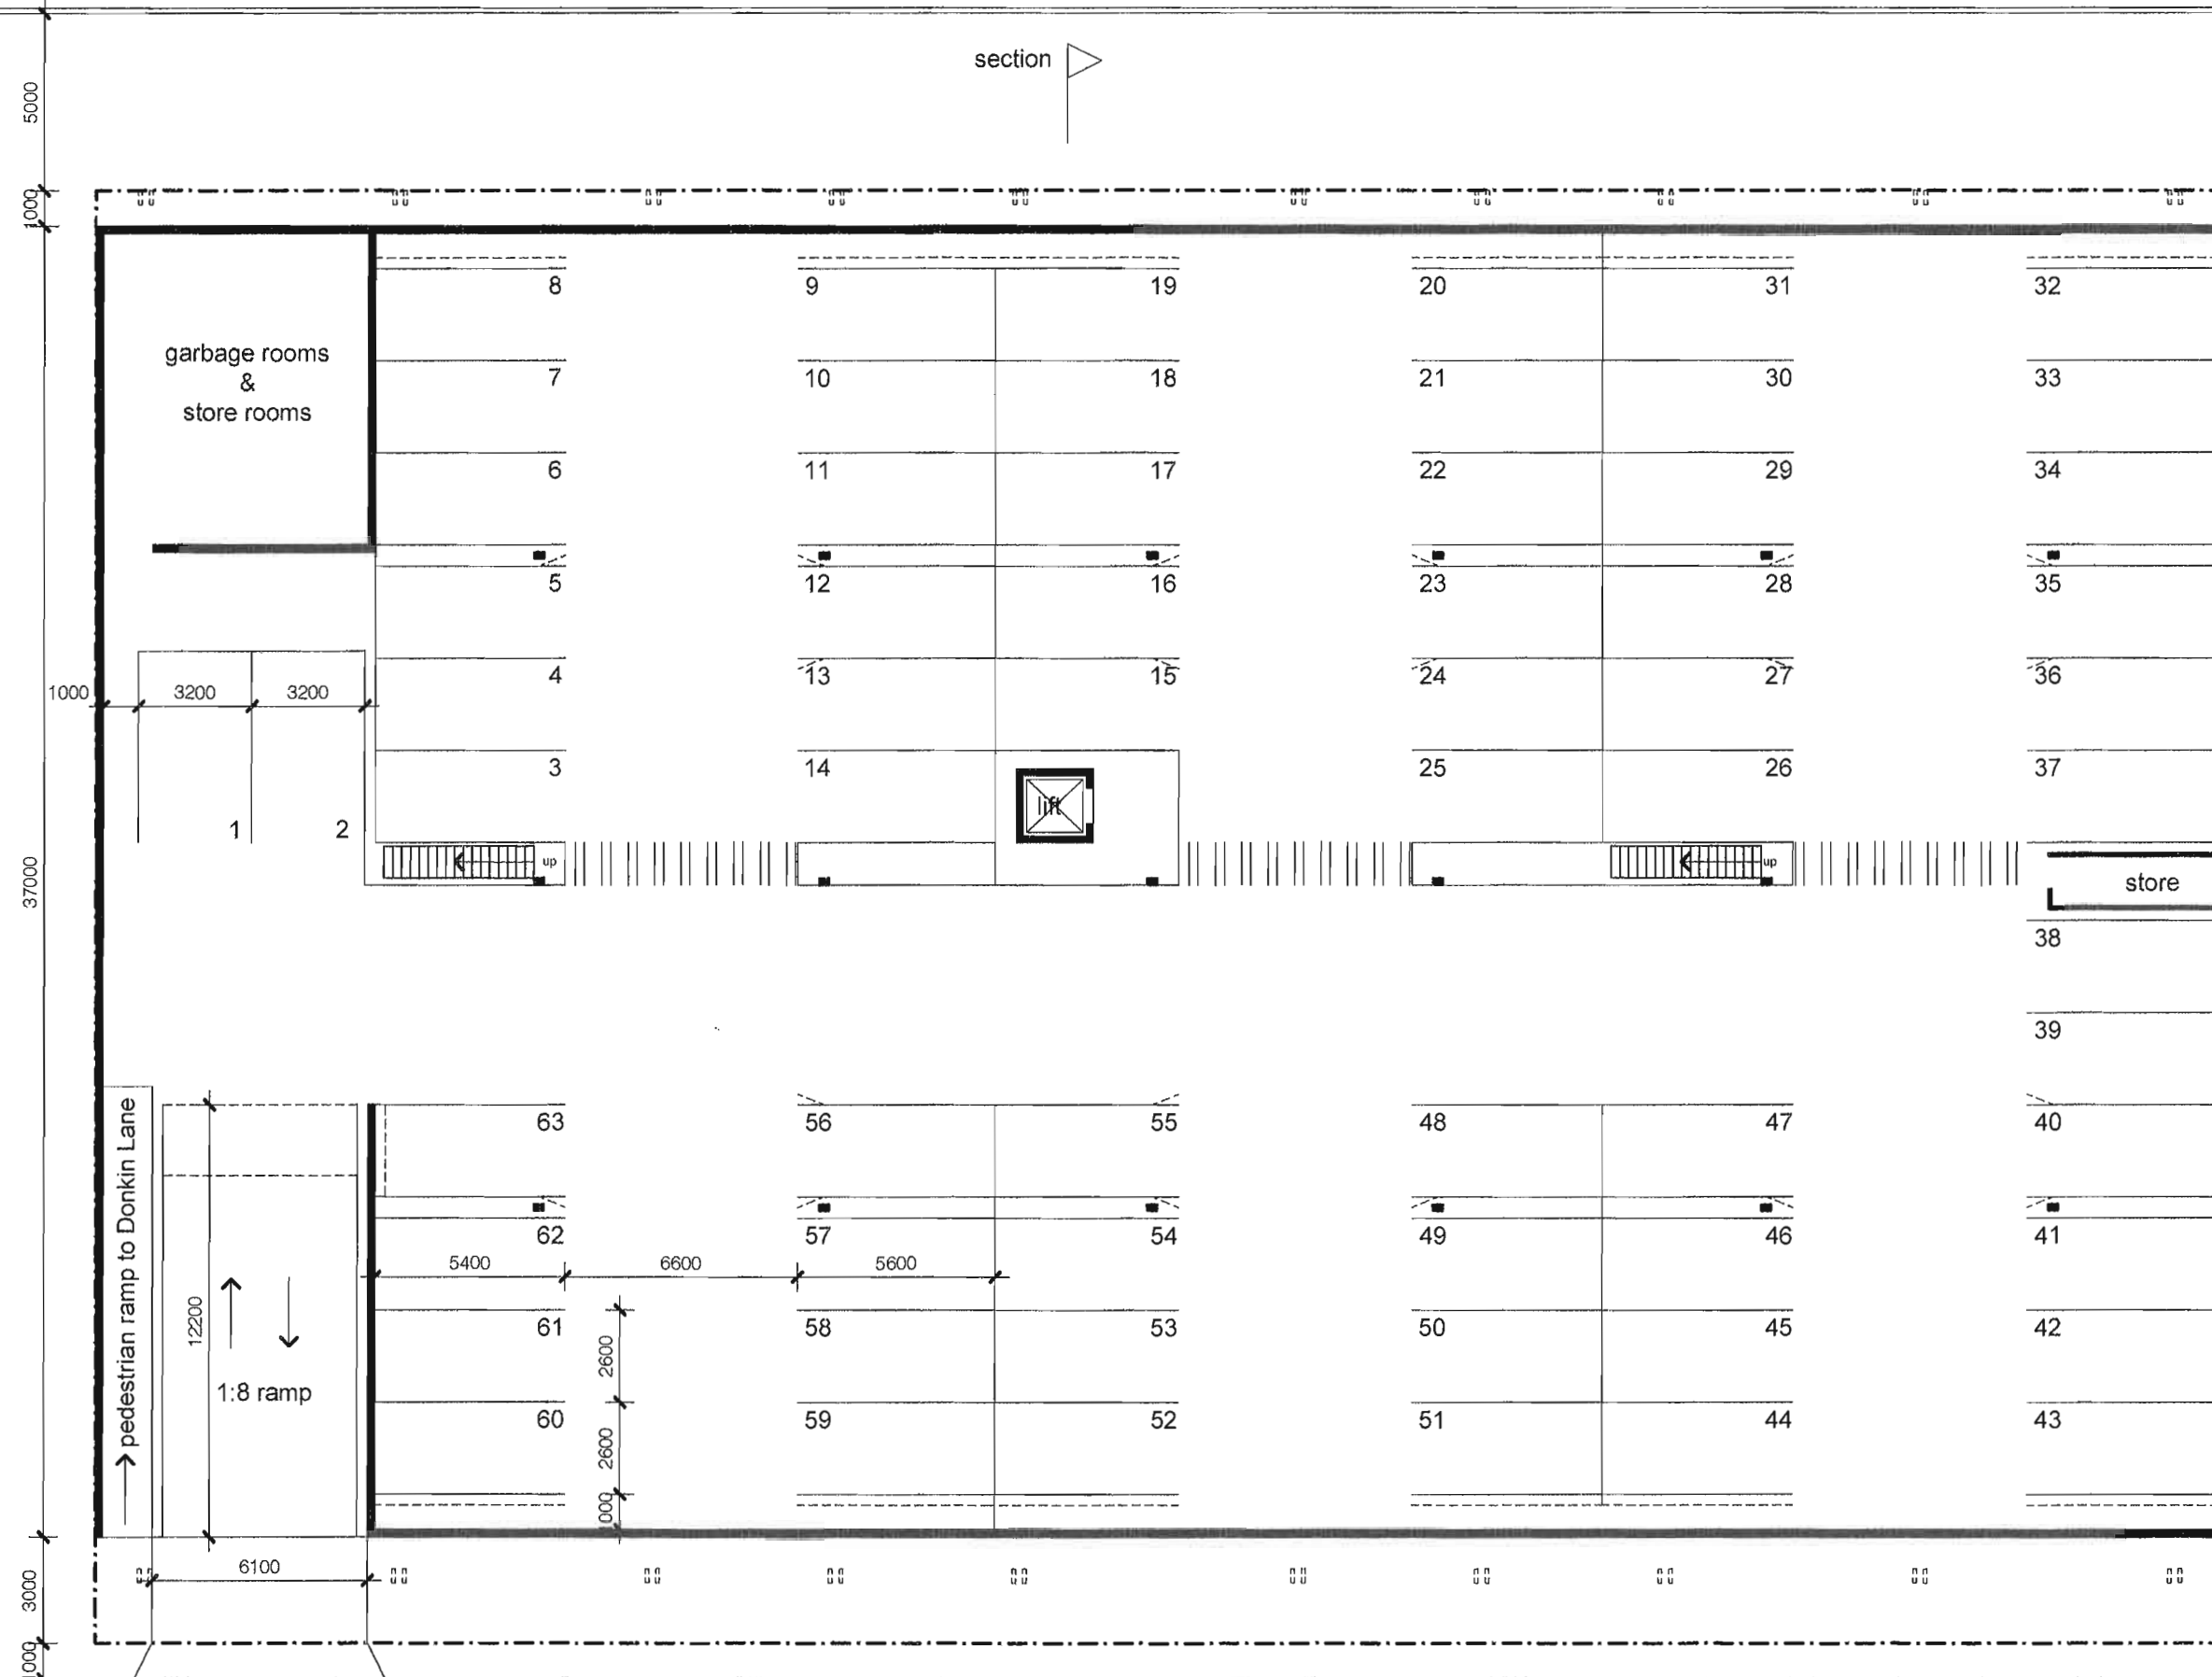 section
5000
1000
8 9 19 20 31 32
garbage rooms
&
store rooms
7 10 18 21 30 33
6 11 17 22 29 34
5 12 16 23 28 35
4 13 15 24 27 36
1000 3200 3200
3 14 25 26 37
lift
1 2
up up
store
37000
38
39
63 56 55 48 47 40
pedestrian ramp to Donkin Lane
62 57 54 49 46 41
5400 6600 5600
12200
61 58 53 50 45 42
2600
1:8 ramp
60 59 52 51 44 43
2600
1000
6100
3000
1000